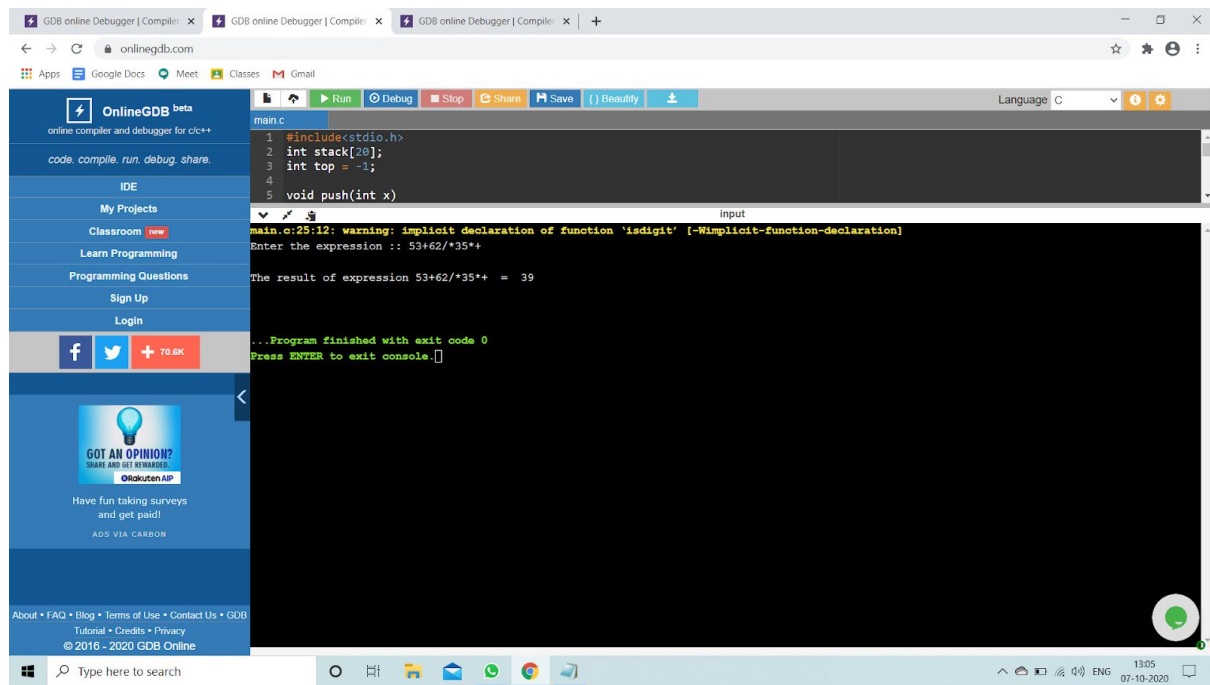 GDB online Debugger | Compiler
GDB online Debugger | Compiler
GDB online Debugger | Compiler
onlinegdb.com
Apps Google Docs Meet Classes Gmail
OnlineGDB beta
online compiler and debugger for c/c++
code. compile. run. debug. share.
IDE
My Projects
Classroom new
Learn Programming
Programming Questions
Sign Up
Login
f + 70.6K
GOT AN OPINION?
SHARE AND GET REWARDED.
Rakuten AIP
Have fun taking surveys
and get paid!
ADS VIA CARBON
About • FAQ • Blog • Terms of Use • Contact Us • GDB
Tutorial • Credits • Privacy
© 2016 - 2020 GDB Online
Run Debug Stop Share Save {} Beautify
Language C
main.c
1 #include<stdio.h>
2 int stack[20];
3 int top = -1;
4
5 void push(int x)
input
main.c:25:12: warning: implicit declaration of function ‘isdigit’ [-Wimplicit-function-declaration]
Enter the expression :: 53+62/*35*+
The result of expression 53+62/*35*+ = 39
...Program finished with exit code 0
Press ENTER to exit console.
Type here to search
ENG
13:05
07-10-2020